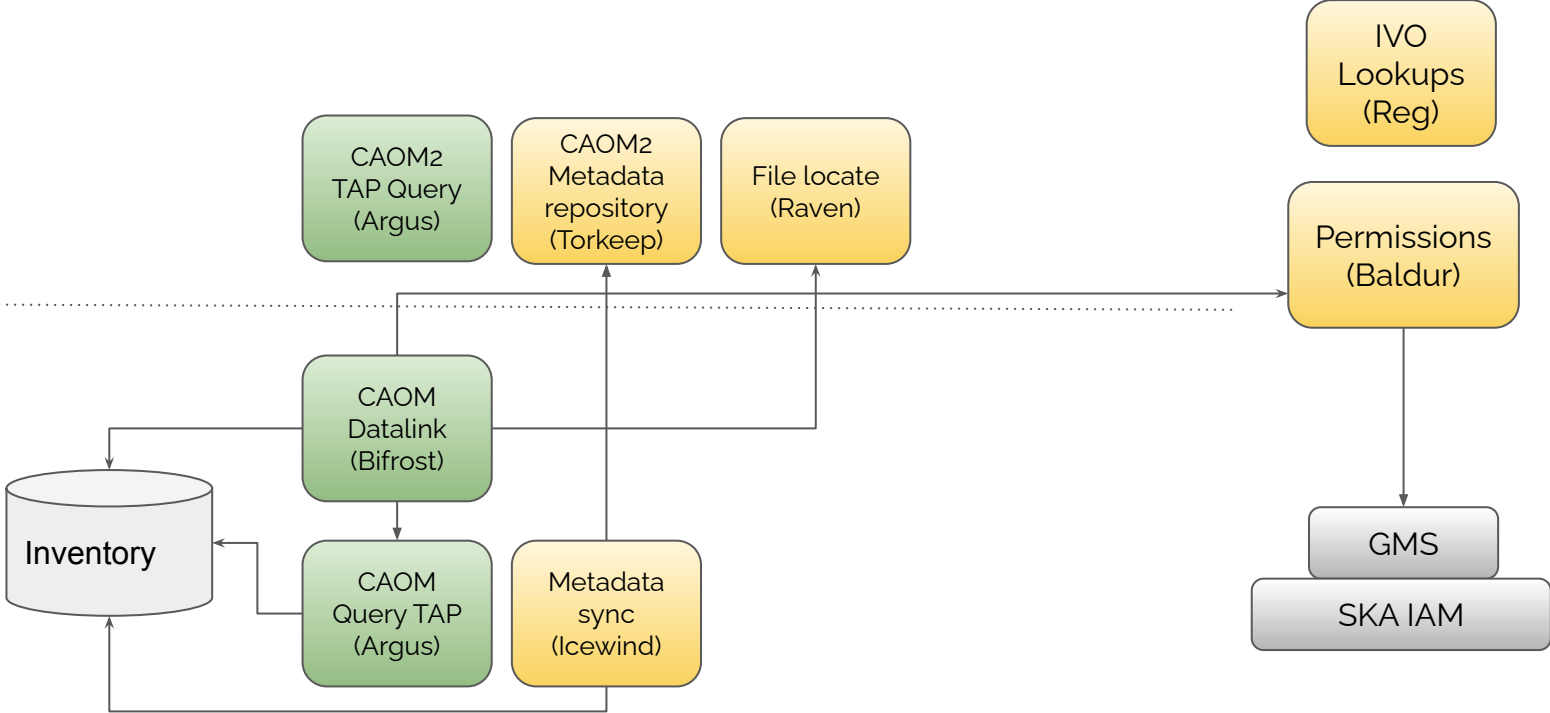 IVO
Lookups
(Reg)
CAOM2
TAP Query
(Argus)
CAOM2
Metadata
repository
(Torkeep)
File locate
(Raven)
Permissions
(Baldur)
CAOM
Datalink
(Bifrost)
Inventory
CAOM
Query TAP
(Argus)
Metadata
sync
(Icewind)
GMS
SKA IAM